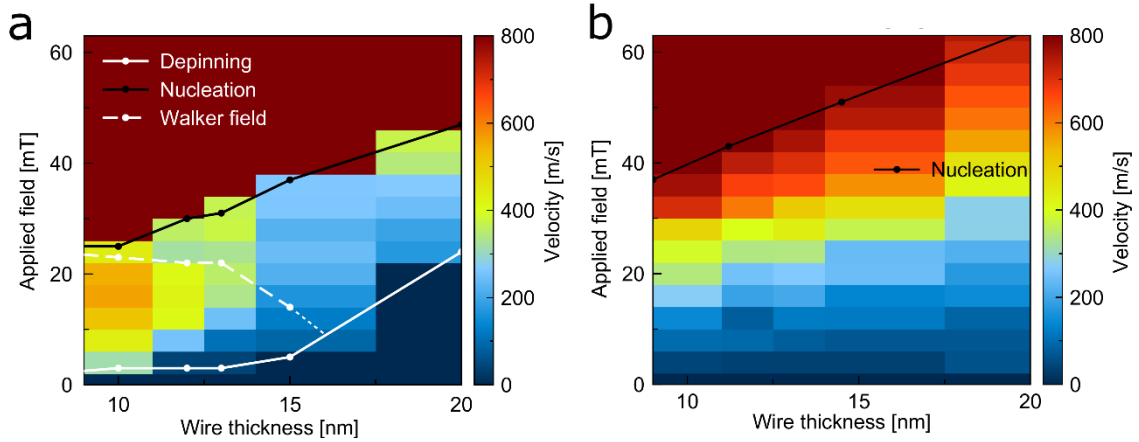 a
60
40
20
0
Applied field [mT]
Depinning
Nucleation
Walker field
10
15
20
Wire thickness [nm]
800
600
400
200
0
Velocity [m/s]
b
60
40
20
0
Applied field [mT]
Nucleation
10
15
20
Wire thickness [nm]
800
600
400
200
0
Velocity [m/s]